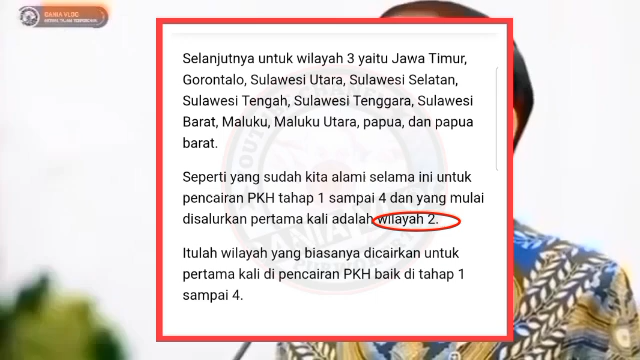 DANIA VLOG
Selanjutnya untuk wilayah 3 yaitu Jawa Timur,
Gorontalo, Sulawesi Utara, Sulawesi Selatan,
Sulawesi Tengah, Sulawesi Tenggara, Sulawesi
Barat, Maluku, Maluku Utara, papua, dan papua
barat.
Seperti yang sudah kita alami selama ini untuk
pencairan PKH tahap 1 sampai 4 dan yang mulai
disalurkan pertama kali adalah wilayah 2.
Itulah wilayah yang biasanya dicairkan untuk
pertama kali di pencairan PKH baik di tahap 1
sampai 4.